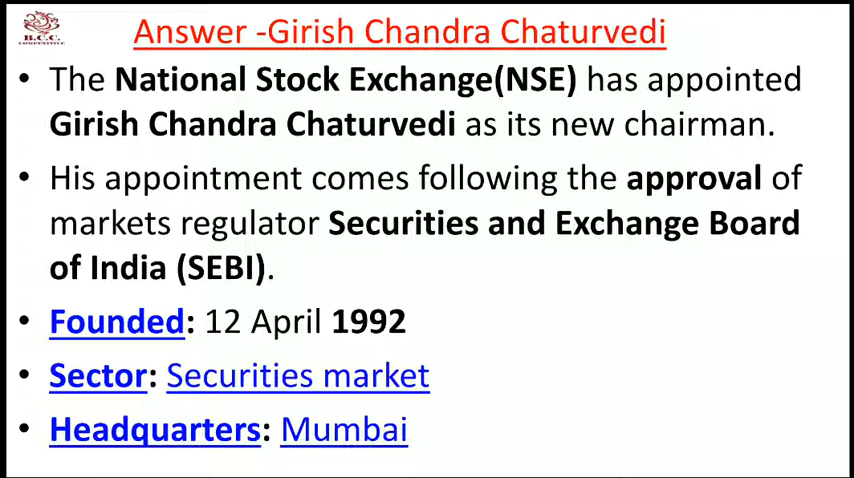 B.C.C.
COMPETITIVE
Answer -Girish Chandra Chaturvedi
• The National Stock Exchange(NSE) has appointed
Girish Chandra Chaturvedi as its new chairman.
• His appointment comes following the approval of
markets regulator Securities and Exchange Board
of India (SEBI).
• Founded: 12 April 1992
• Sector: Securities market
• Headquarters: Mumbai